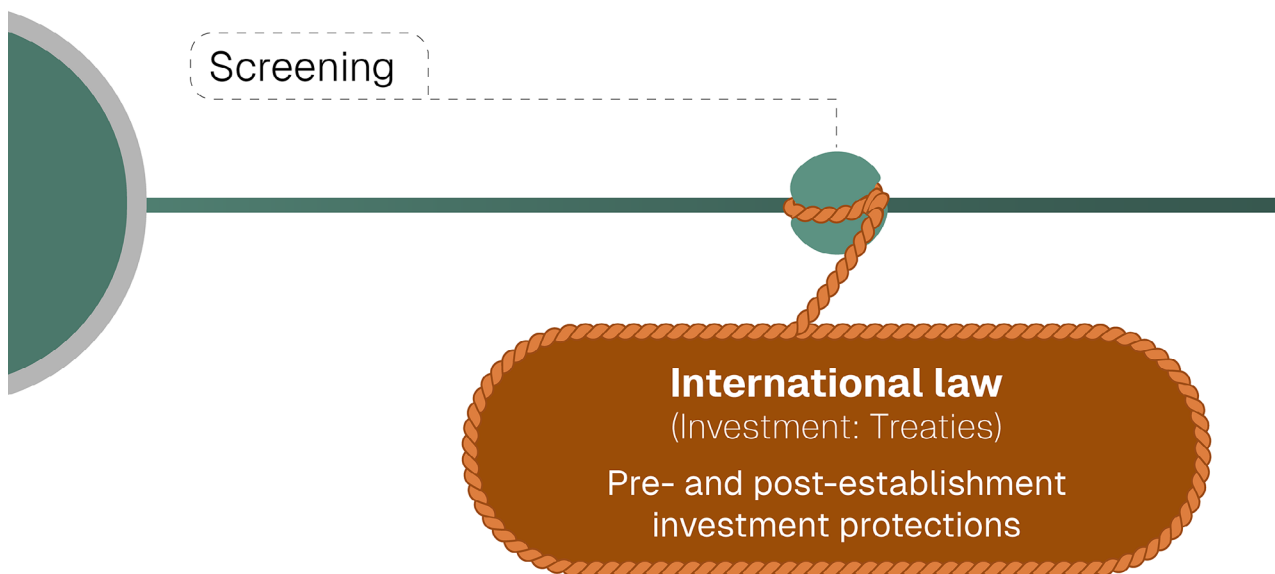 Screening
International law
(Investment: Treaties)
Pre- and post-establishment
investment protections